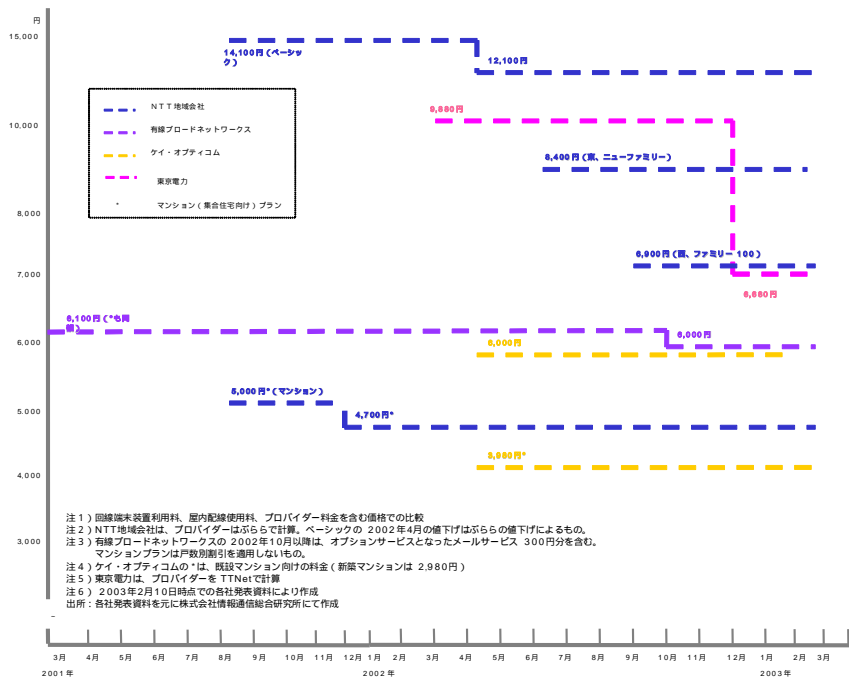 円
15,000
14,100円(ベーシッ
ク)
12,100円
NTT地域会社
有線ブロードネットワークス
ケイ・オプティコム
東京電力
* マンション(集合住宅向け)プラン
9,880円
10,000
8,400円(東、ニューファミリー)
8,000
6,900円(西、ファミリー 100)
7,000
6,880円
6,100円(*も同
額)
6,000円
6,000
6,000円
5,000円*(マンション)
5,000
4,700円*
3,980円*
4,000
注1)回線端末装置利用料、屋内配線使用料、プロバイダー料金を含む価格での比較
注2)NTT地域会社は、プロバイダーはぷららで計算。ベーシックの 2002年4月の値下げはぷららの値下げによるもの。
注3)有線ブロードネットワークスの 2002年10月以降は、オプションサービスとなったメールサービス 300円分を含む。
マンションプランは戸数別割引を適用しないもの。
3,000
注4)ケイ・オプティコムの *は、既設マンション向けの料金(新築マンションは 2,980円)
注5)東京電力は、プロバイダーを TTNetで計算
注6) 2003年2月10日時点での各社発表資料により作成
出所:各社発表資料を元に株式会社情報通信総合研究所にて作成
3月 4月 5月 6月 7月 8月 9月 10月 11月 12月 1月 2月 3月 4月 5月 6月 7月 8月 9月 10月 11月 12月 1月 2月 3月
2001年 2002年 2003年